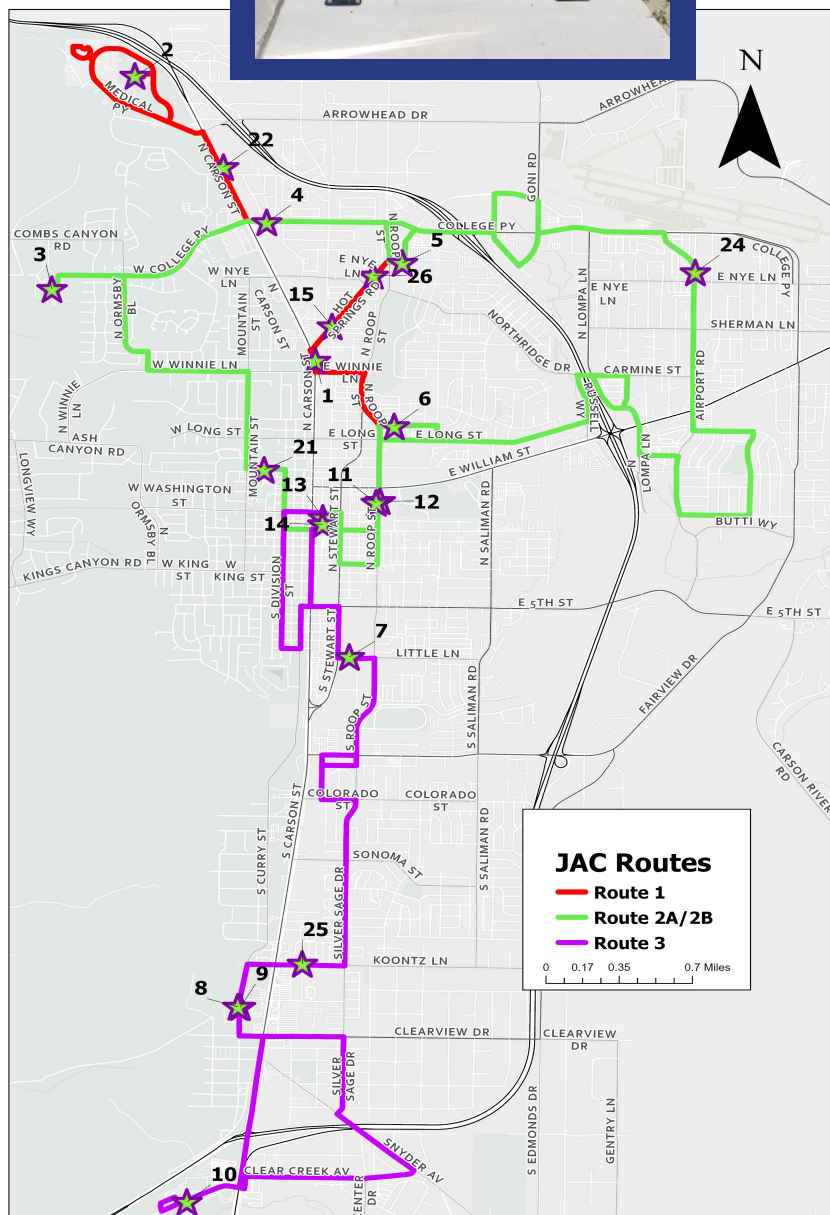 2
MEDICAL
PY
N
ARROWHEAD DR
ARROWHEAD
22
N CARSON ST
GONI RD
4
COMBS CANYON
RD
3
W COLLEGE PY
N ROOP
ST
COLLEGE PY
5
24
COLLEGE PY
W NYE
LN
E NYE
LN
26
E NYE
LN
E NYE LN
N ORMSBY
BL
MOUNTAIN
ST
N
CARSON ST
15
HOT
SPRINGS RD
N ROOP
ST
N LOMPA LN
SHERMAN LN
NORTHRIDGE DR
W WINNIE LN
E WINNIE
LN
CARMINE ST
AIRPORT RD
1
N CARSON ST
N ROOP
ST
6
RUSSELL
WY
N WINNIE
LN
W LONG ST
E LONG
ST
E LONG ST
ASH
CANYON RD
MOUNTAIN ST
21
E WILLIAM ST
N
LOMPA LN
LONGVIEW WY
W WASHINGTON
ST
13
11
12
N
ORMSBY BL
14
N STEWART ST
N ROOP ST
N SALIMAN RD
BUTTI WY
KINGS CANYON RD
W KING
ST
W
KING ST
S DIVISION
ST
E 5TH ST
E 5TH ST
7
S STEWART ST
LITTLE LN
S SALIMAN RD
FAIRVIEW DR
S ROOP ST
CARSON RIVER
RD
COLORADO
ST
COLORADO
ST
S CARSON ST
S CURRY ST
SONOMA ST
S SALIMAN RD
SILVER SAGE DR
JAC Routes
Route 1
Route 2A/2B
Route 3
0 0.17 0.35 0.7 Miles
25
KOONTZ LN
8
9
CLEARVIEW DR
CLEARVIEW
DR
SILVER
SAGE DR
S EDMONDS DR
GENTRY LN
SNYDER AV
10
CLEAR CREEK AV
CENTER
DR